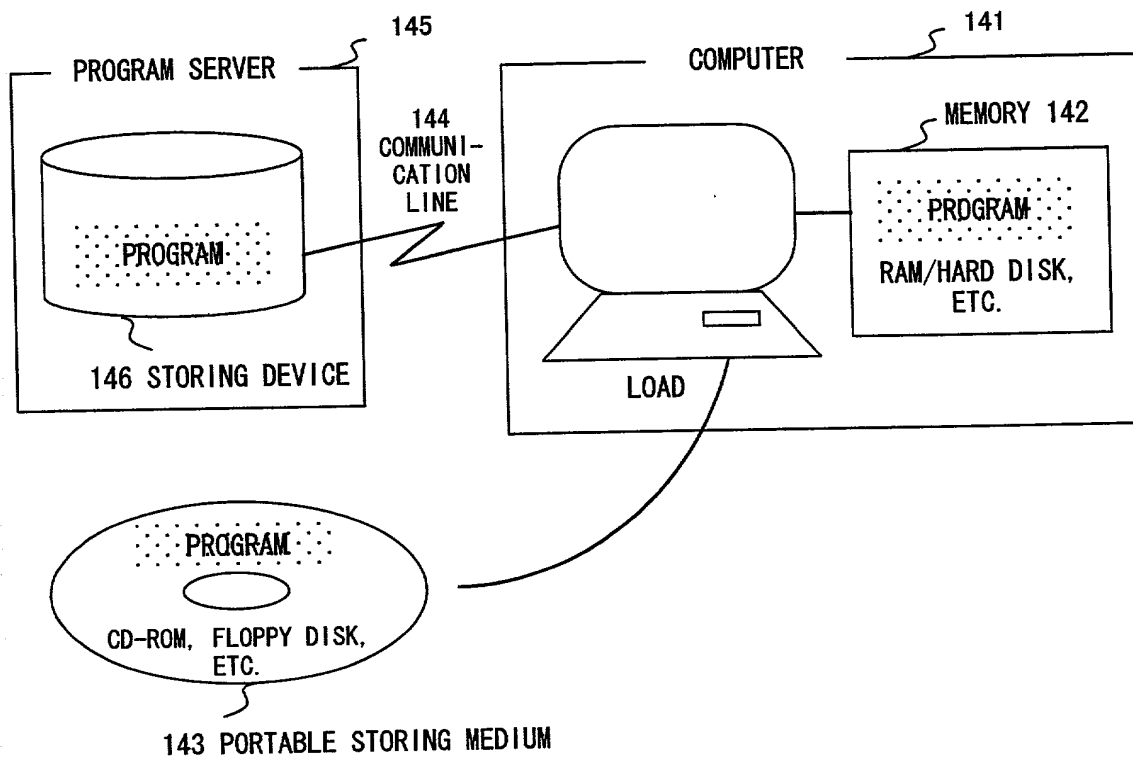 145
PROGRAM SERVER
141
COMPUTER
144
COMMUNI-
CATION
LINE
MEMORY 142
PROGRAM
PROGRAM
RAM/HARD DISK,
ETC.
146 STORING DEVICE
LOAD
PROGRAM
CD-ROM, FLOPPY DISK,
ETC.
143 PORTABLE STORING MEDIUM